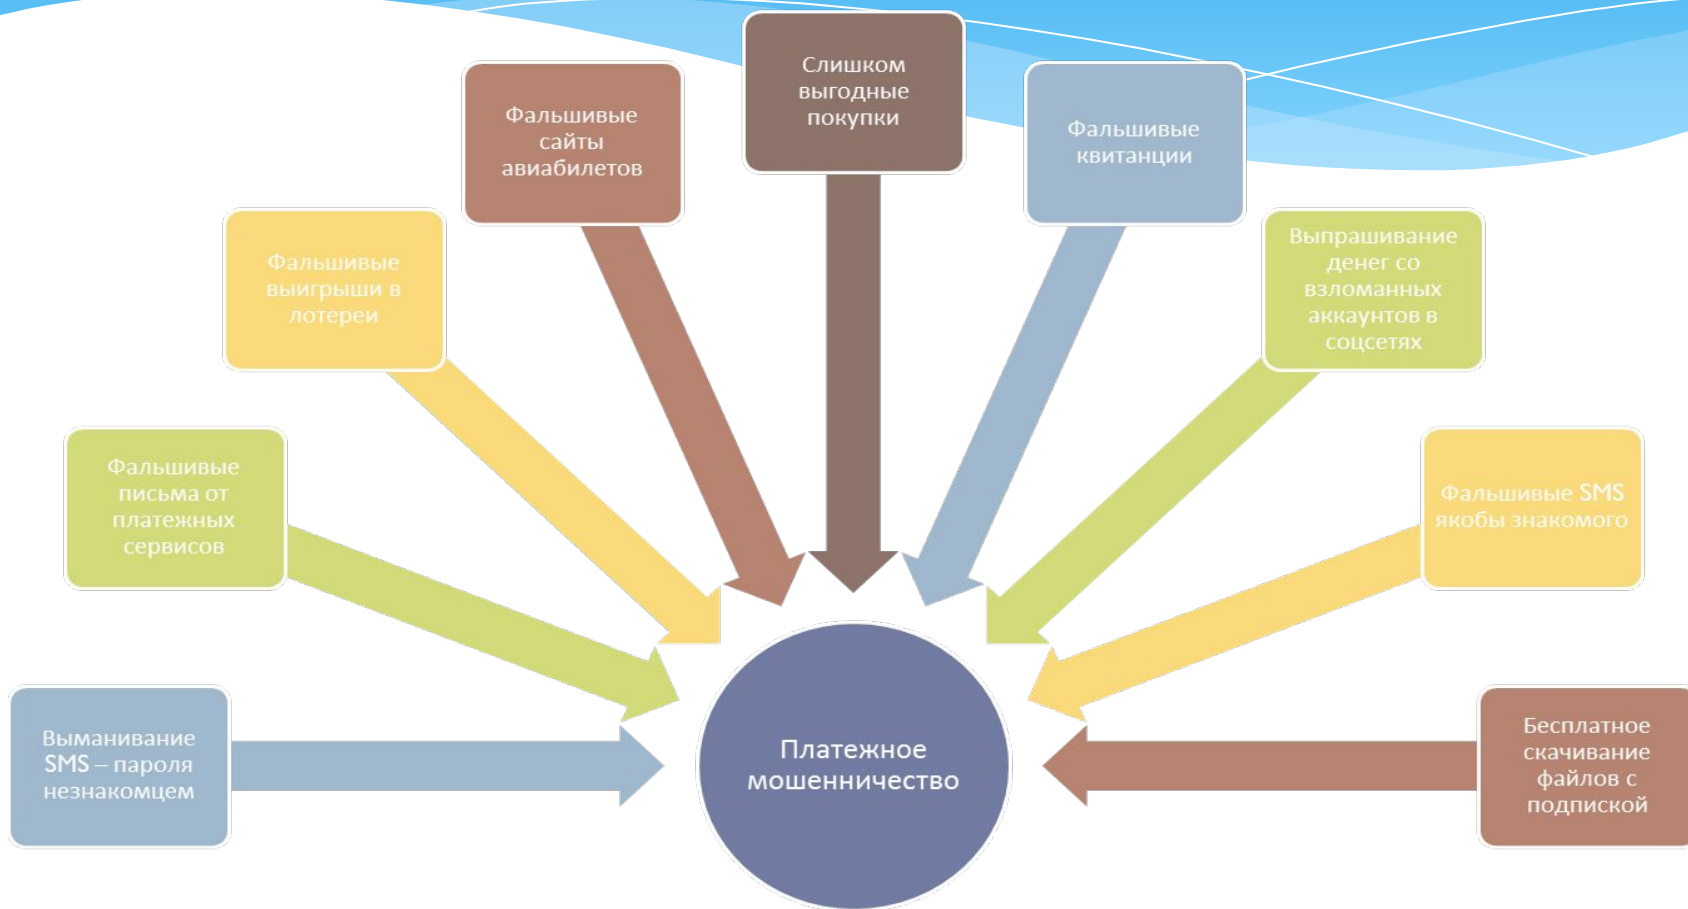 Слишком
выгодные
покупки
Фальшивые
сайты
авиабилетов
Фальшивые
квитанции
Фальшивые
выигрыши в
лотереи
Выпрашивание
денег со
взломанных
аккаунтов в
соцсетях
Фальшивые
письма от
платежных
сервисов
Фальшивые SMS
якобы знакомого
Выманивание
SMS – пароля
незнакомцем
Платежное
мошенничество
Бесплатное
скачивание
файлов с
подпиской